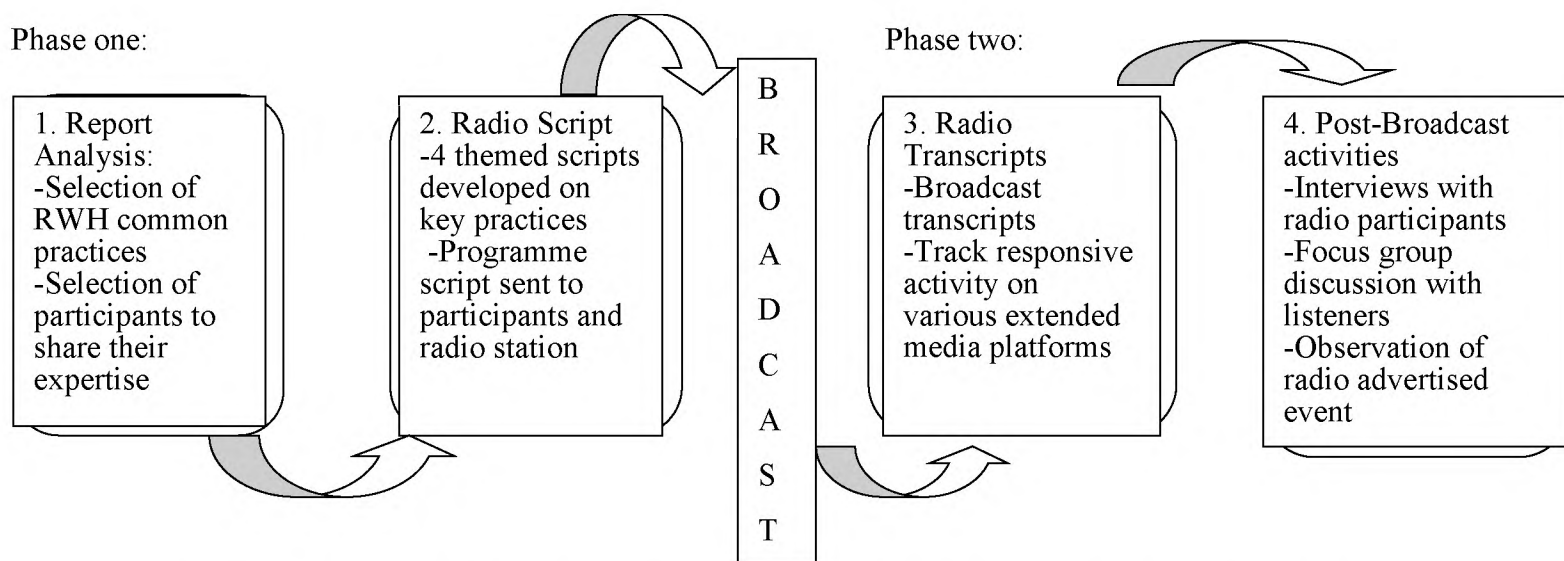 Phase one:
1. Report
Analysis:
-Selection of
RWH common
practices
-Selection of
participants to
share their
expertise
2. Radio Script
-4 themed scripts
developed on
key practices
-Programme
script sent to
participants and
radio station
B
R
O
A
D
C
A
S
T
Phase two:
3. Radio
Transcripts
-Broadcast
transcripts
-Track responsive
activity on
various extended
media platforms
4. Post-Broadcast
activities
-Interviews with
radio participants
-Focus group
discussion with
listeners
-Observation of
radio advertised
event